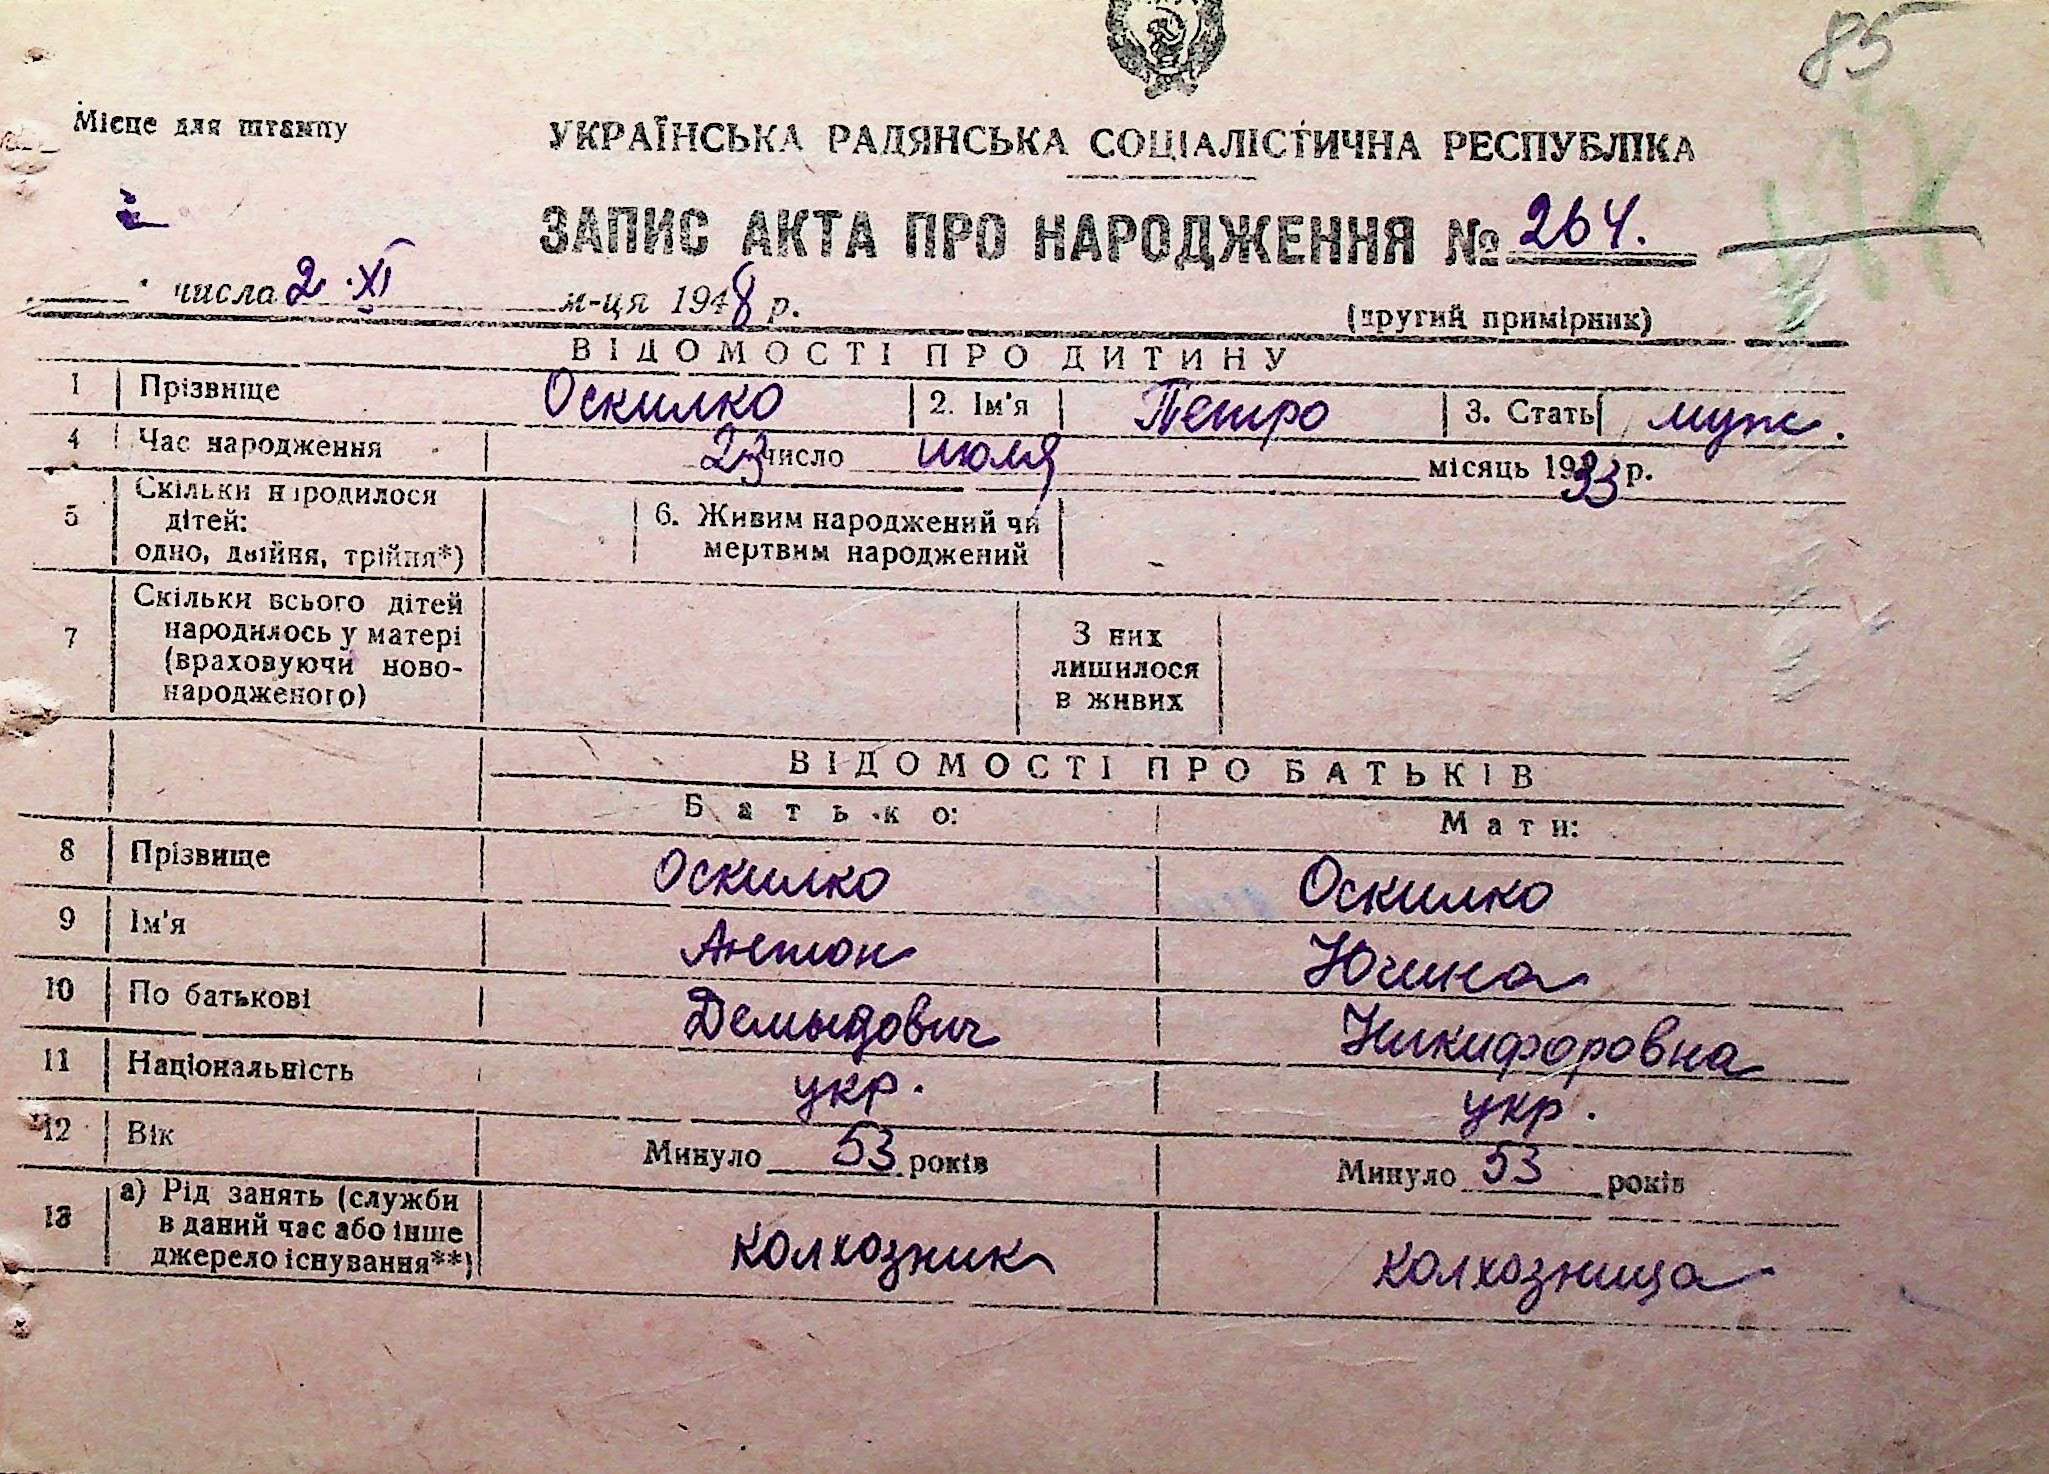 85
Місце для штампу
УКРАЇНСЬКА РАДЯНСЬКА СОЦІАЛІСТИЧНА РЕСПУБЛІКА
ЗАПИС АКТА ПРО НАРОДЖЕННЯ № 264.
" числа 2. XI м-ця 1948 р.
(другий примірник)
ВІДОМОСТІ ПРО ДИТИНУ
1 Прізвище Оскилко 2. Ім'я Петро 3. Стать муж.
4 Час народження 23 число июля місяць 1933 р.
5 Скільки народилося
дітей:
одно, двійня, трійня*)
6. Живим народжений чи
мертвим народжений -
7 Скільки всього дітей
народилось у матері
(враховуючи ново-
народженого)
З них
лишилося
в живих
ВІДОМОСТІ ПРО БАТЬКІВ
Батько: Мати:
8 Прізвище Оскилко Оскилко
9 Ім'я Антон
10 По батькові Демыдович Никифоровна
11 Національність укр. укр.
12 Вік Минуло 53 років Минуло 53 років
13 а) Рід занять (служби
в даний час або інше
джерело існування**)
колхозник колхозница